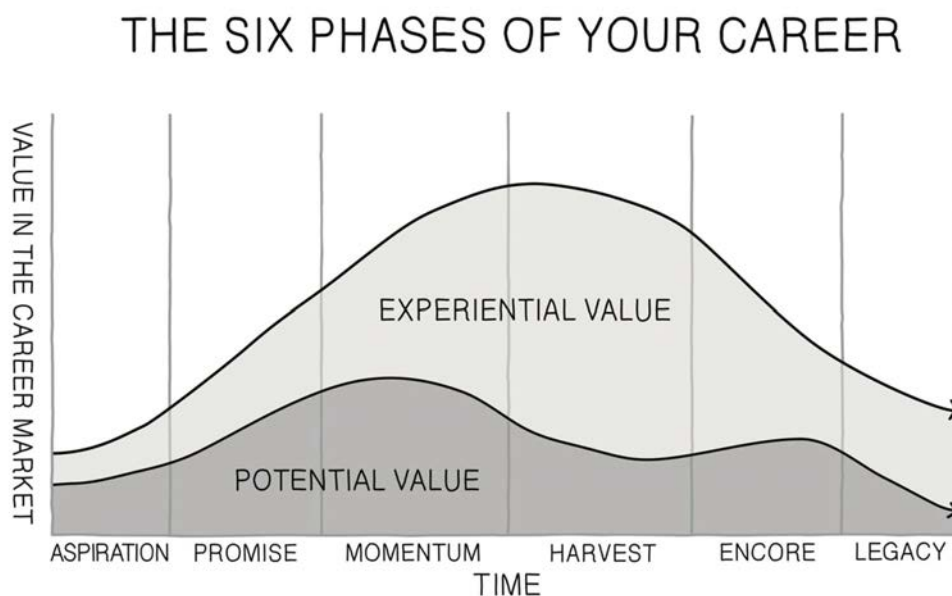 THE SIX PHASES OF YOUR CAREER
VALUE IN THE CAREER MARKET
EXPERIENTIAL VALUE
POTENTIAL VALUE
ASPIRATION PROMISE MOMENTUM HARVEST ENCORE LEGACY
TIME